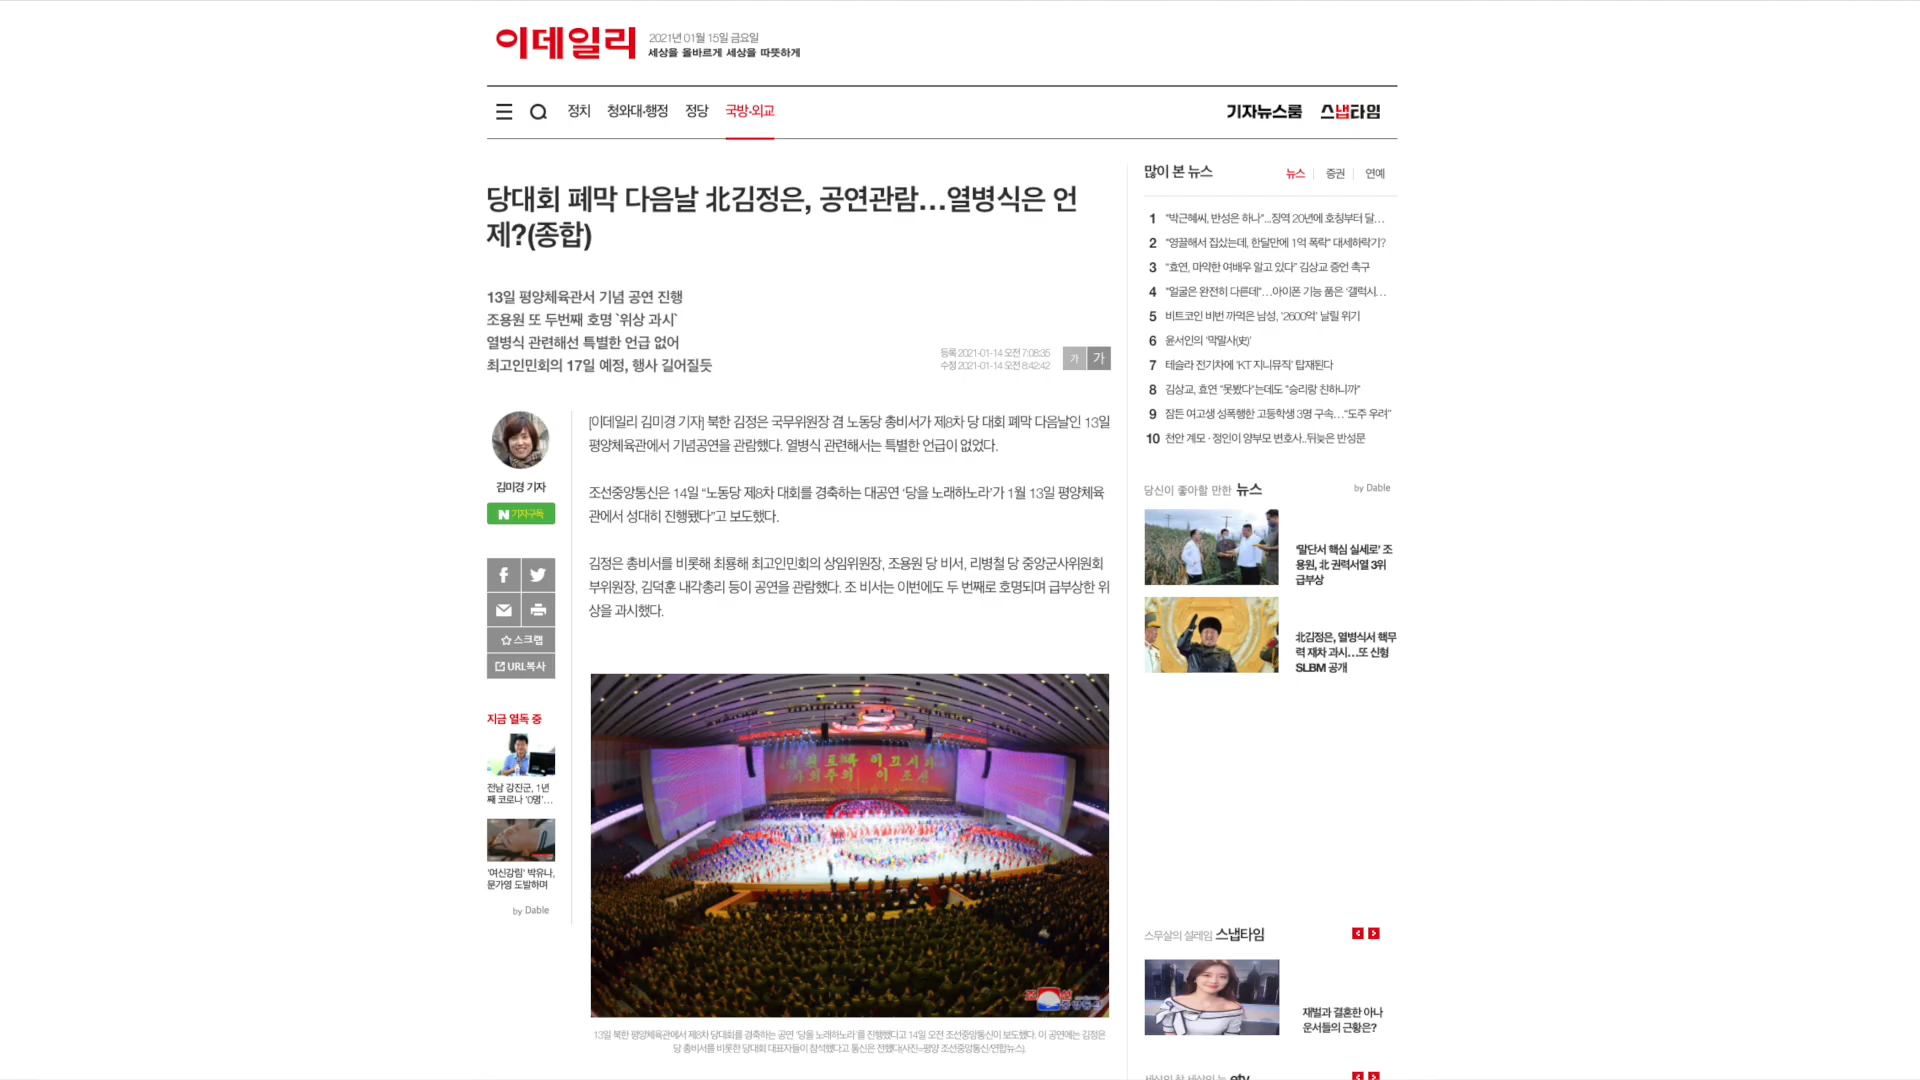 이데일리
2021년 01월 15일 금요일
세상을 올바르게 세상을 따뜻하게
정치 청와대·행정 정당 국방·외교
기자뉴스룸 스냅타임
당대회 폐막 다음날 北김정은, 공연관람…열병식은 언
제?(종합)
13일 평양체육관서 기념 공연 진행
조용원 또 두번째 호명 `위상 과시`
열병식 관련해선 특별한 언급 없어
최고인민회의 17일 예정, 행사 길어질듯
등록 2021-01-14 오전 7:08:35
수정 2021-01-14 오전 8:42:42
가 가
김미경 기자
N 기자구독
스크랩
URL복사
지금 열독 중
전남 강진군, 1년
째 코로나 '0명'…
'여신강림' 박유나,
문가영 도발하며
by Dable
[이데일리 김미경 기자] 북한 김정은 국무위원장 겸 노동당 총비서가 제8차 당 대회 폐막 다음날인 13일
평양체육관에서 기념공연을 관람했다. 열병식 관련해서는 특별한 언급이 없었다.
조선중앙통신은 14일 “노동당 제8차 대회를 경축하는 대공연 ‘당을 노래하노라’가 1월 13일 평양체육
관에서 성대히 진행됐다”고 보도했다.
김정은 총비서를 비롯해 최룡해 최고인민회의 상임위원장, 조용원 당 비서, 리병철 당 중앙군사위원회
부위원장, 김덕훈 내각총리 등이 공연을 관람했다. 조 비서는 이번에도 두 번째로 호명되며 급부상한 위
상을 과시했다.
13일 북한 평양체육관에서 제8차 당대회를 경축하는 공연 '당을 노래하노라'를 진행했다고 14일 오전 조선중앙통신이 보도했다. 이 공연에는 김정은
당 총비서를 비롯한 당대회 대표자들이 참석했다고 통신은 전했다(사진=평양 조선중앙통신/연합뉴스).
많이 본 뉴스
뉴스 증권 연예
1 "박근혜씨, 반성은 하나"...징역 20년에 호칭부터 달…
2 "영끌해서 집샀는데, 한달만에 1억 폭락" 대세하락기?
3 "효연, 마약한 여배우 알고 있다" 김상교 증언 촉구
4 "얼굴은 완전히 다른데"…아이폰 기능 품은 '갤럭시…
5 비트코인 비번 까먹은 남성, '2600억' 날릴 위기
6 윤서인의 '막말사(史)'
7 테슬라 전기차에 'KT 지니뮤직' 탑재된다
8 김상교, 효연 "못봤다"는데도 "승리랑 친하니까"
9 잠든 여고생 성폭행한 고등학생 3명 구속…"도주 우려"
10 천안 계모·정인이 양부모 변호사..뒤늦은 반성문
당신이 좋아할 만한 뉴스
by Dable
‘말단서 핵심 실세로’ 조
용원, 北 권력서열 3위
급부상
北김정은, 열병식서 핵무
력 재차 과시…또 신형
SLBM 공개
스무살의 설레임 스냅타임
재벌과 결혼한 아나
운서들의 근황은?